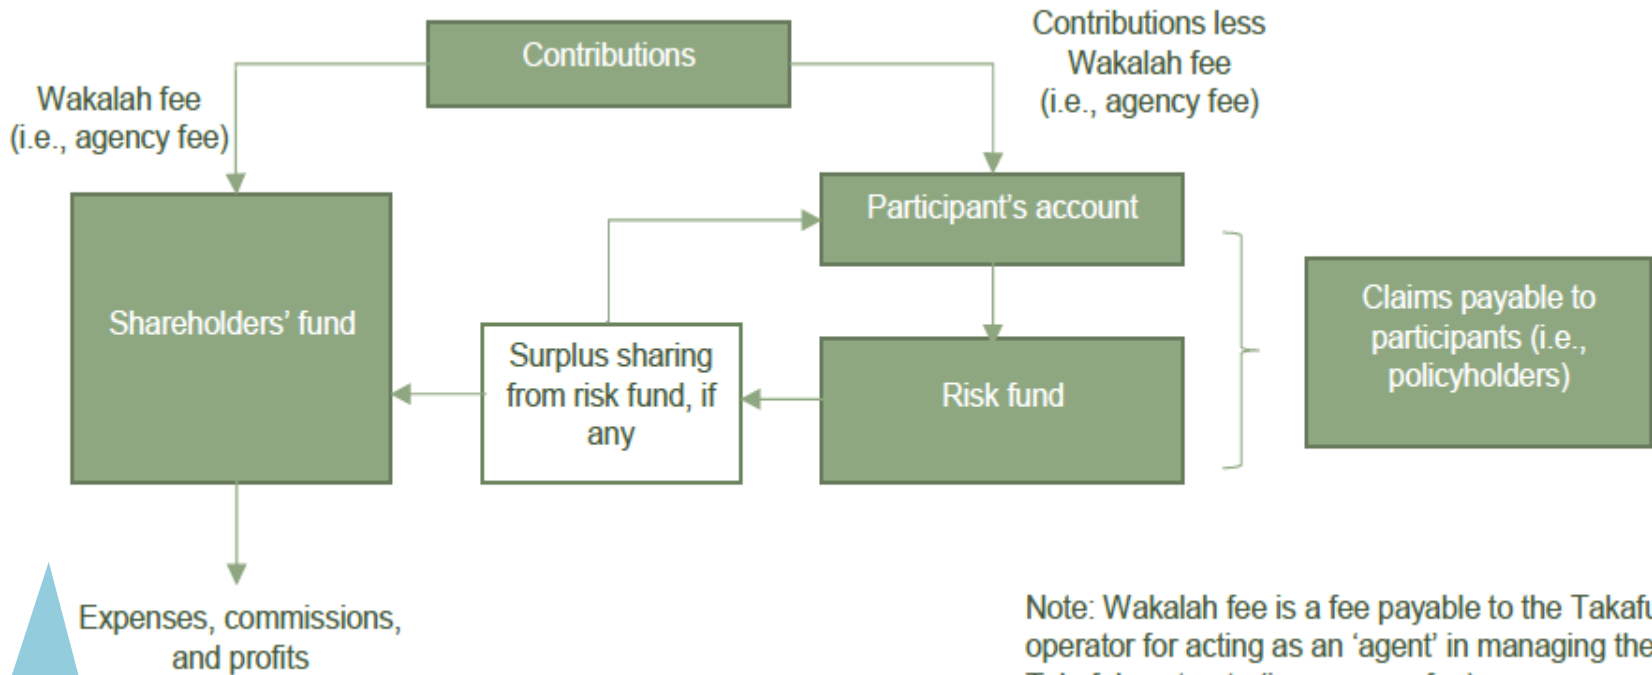 Contributions
Contributions less
Wakalah fee
(i.e., agency fee)
Wakalah fee
(i.e., agency fee)
Participant's account
Shareholders' fund
Surplus sharing
from risk fund, if
any
Risk fund
Claims payable to
participants (i.e.,
policyholders)
Expenses, commissions,
and profits
Note: Wakalah fee is a fee payable to the Takafu
operator for acting as an 'agent' in managing the